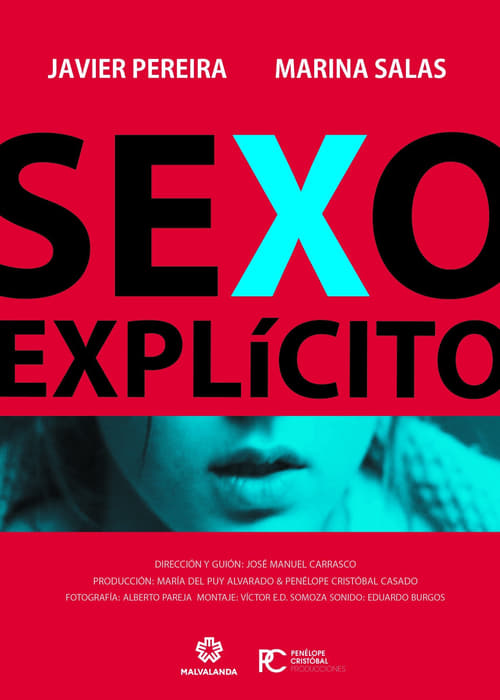 JAVIER PEREIRA MARINA SALAS
SEXO
EXPLíCITO
DIRECCIÓN Y GUIÓN: JOSÉ MANUEL CARRASCO
PRODUCCIÓN: MARÍA DEL PUY ALVARADO & PENÉLOPE CRISTÓBAL CASADO
FOTOGRAFÍA: ALBERTO PAREJA MONTAJE: VÍCTOR E.D. SOMOZA SONIDO: EDUARDO BURGOS
MALVALANDA
PC PENÉLOPE
CRISTÓBAL
PRODUCCIONES